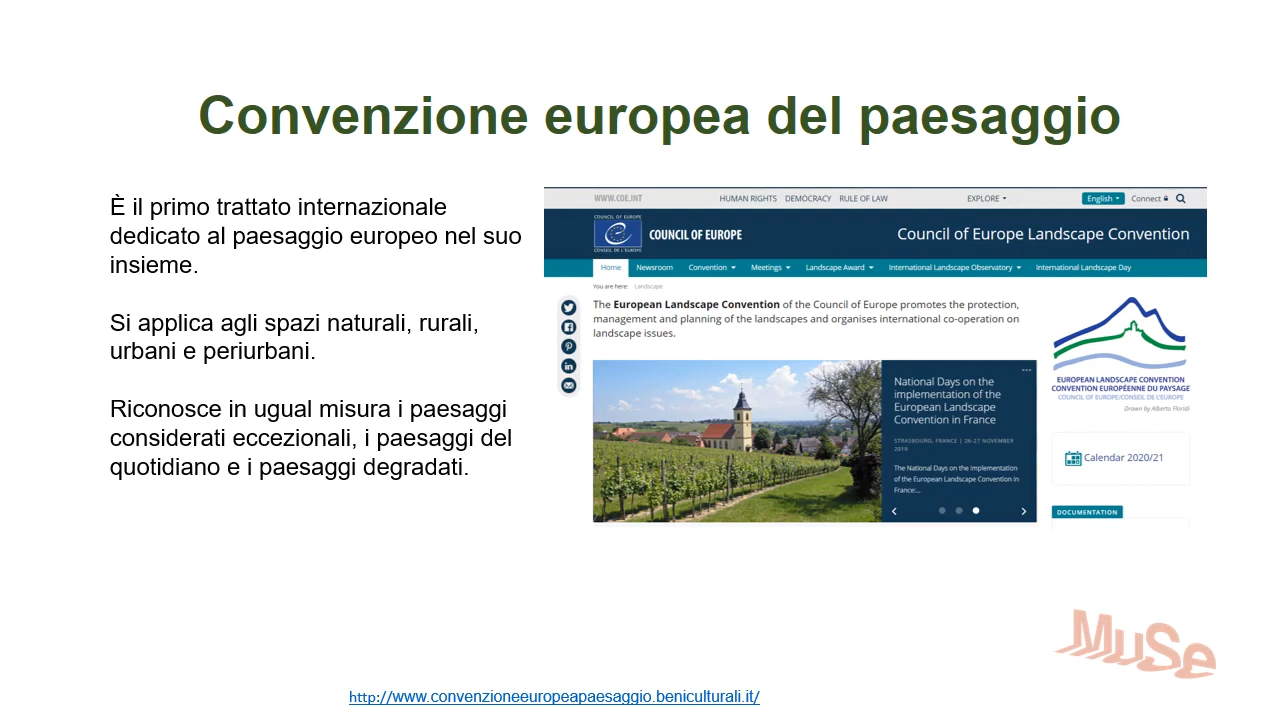 Convenzione europea del paesaggio
È il primo trattato internazionale
dedicato al paesaggio europeo nel suo
insieme.
Si applica agli spazi naturali, rurali,
urbani e periurbani.
Riconosce in ugual misura i paesaggi
considerati eccezionali, i paesaggi del
quotidiano e i paesaggi degradati.
WWW.COE.INT HUMAN RIGHTS DEMOCRACY RULE OF LAW EXPLORE English Connect
COUNCIL OF EUROPE
CONSEIL DE L'EUROPE
COUNCIL OF EUROPE
Council of Europe Landscape Convention
Home Newsroom Convention Meetings Landscape Award International Landscape Observatory International Landscape Day
You are here: Landscape
The European Landscape Convention of the Council of Europe promotes the protection,
management and planning of the landscapes and organises international co-operation on
landscape issues.
National Days on the
implementation of the
European Landscape
Convention in France
STRASBOURG, FRANCE | 26-27 NOVEMBER
2019
The National Days on the implementation
of the European Landscape Convention in
France:...
EUROPEAN LANDSCAPE CONVENTION
CONVENTION EUROPÉENNE DU PAYSAGE
COUNCIL OF EUROPE/CONSEIL DE L'EUROPE
Drawn by Alberto Floridi
Calendar 2020/21
DOCUMENTATION
MUSe
http://www.convenzioneeuropeapaesaggio.beniculturali.it/